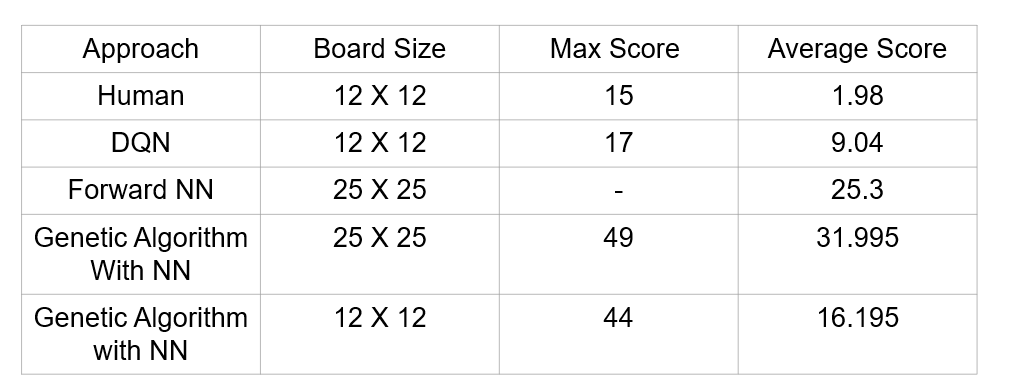 Approach Board Size Max Score Average Score
Human 12 X 12 15 1.98
DQN 12 X 12 17 9.04
Forward NN 25 X 25 - 25.3
Genetic Algorithm 25 X 25 49 31.995
With NN
Genetic Algorithm 12 X 12 44 16.195
with NN